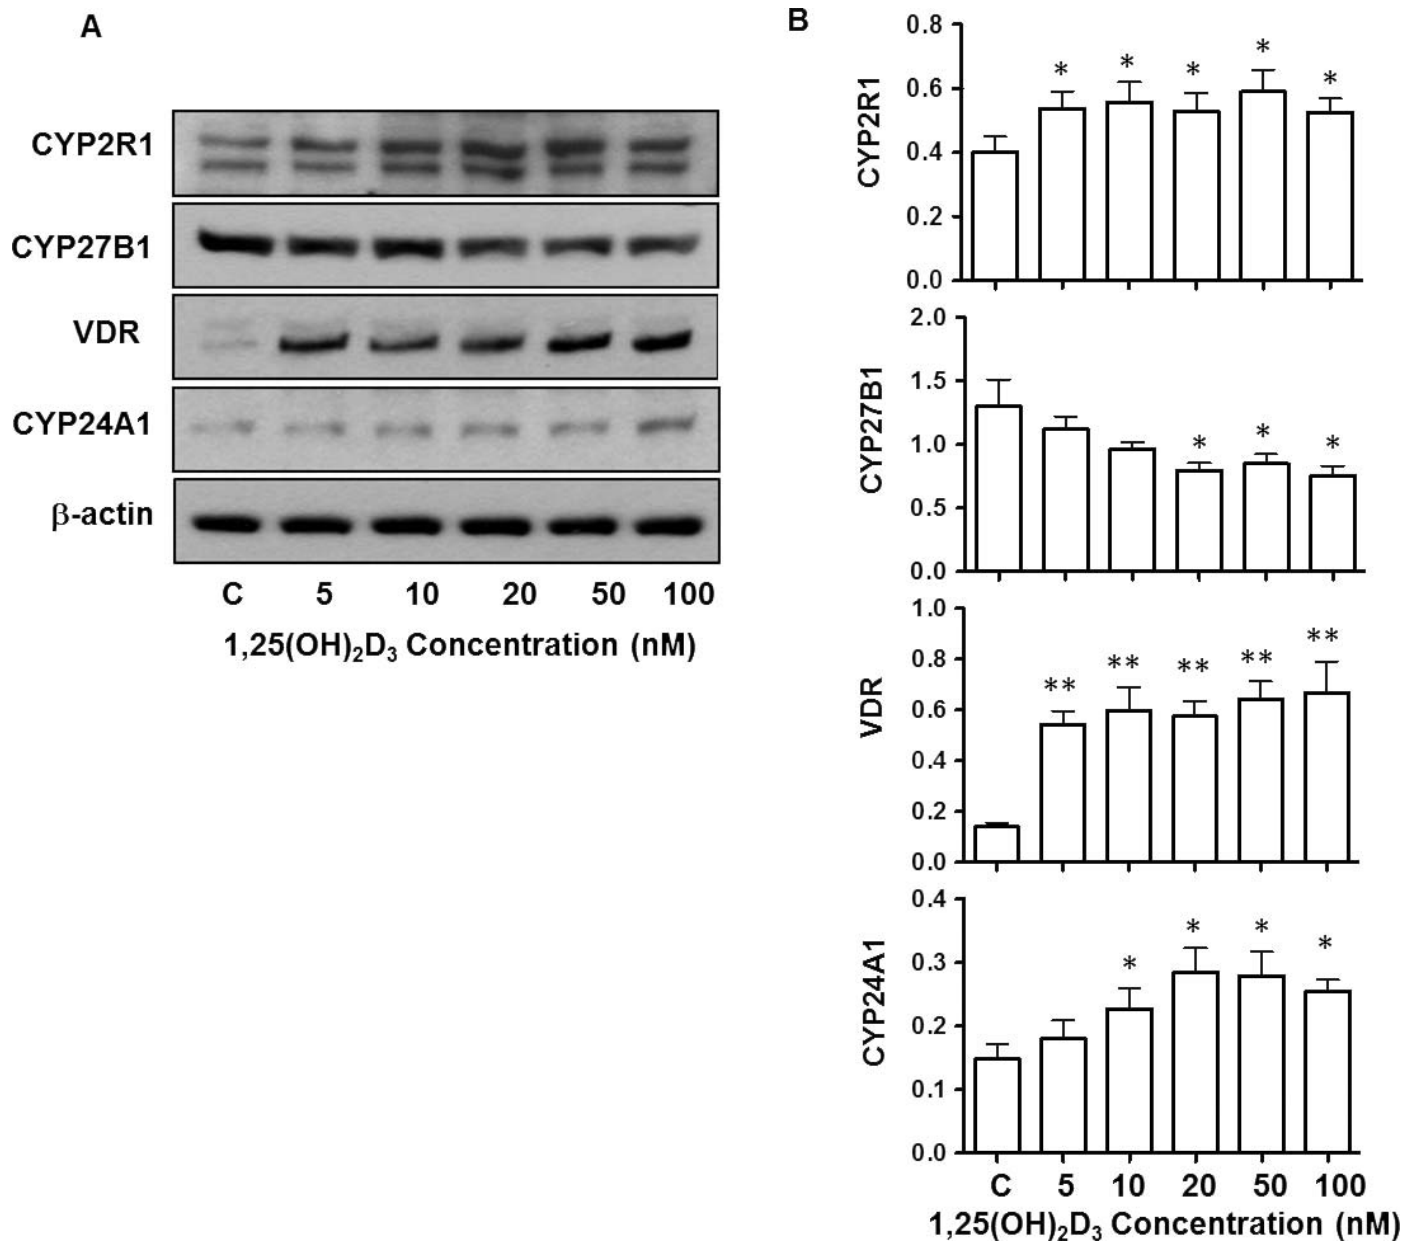 A
CYP2R1
CYP27B1
VDR
CYP24A1
β-actin
C 5 10 20 50 100
1,25(OH)₂D₃ Concentration (nM)
B
CYP2R1
0.8
0.6
0.4
0.2
0.0
* * * * *
CYP27B1
2.0
1.5
1.0
0.5
0.0
* * *
VDR
1.0
0.8
0.6
0.4
0.2
0.0
** ** ** ** **
CYP24A1
0.4
0.3
0.2
0.1
0.0
* * * *
C 5 10 20 50 100
1,25(OH)₂D₃ Concentration (nM)